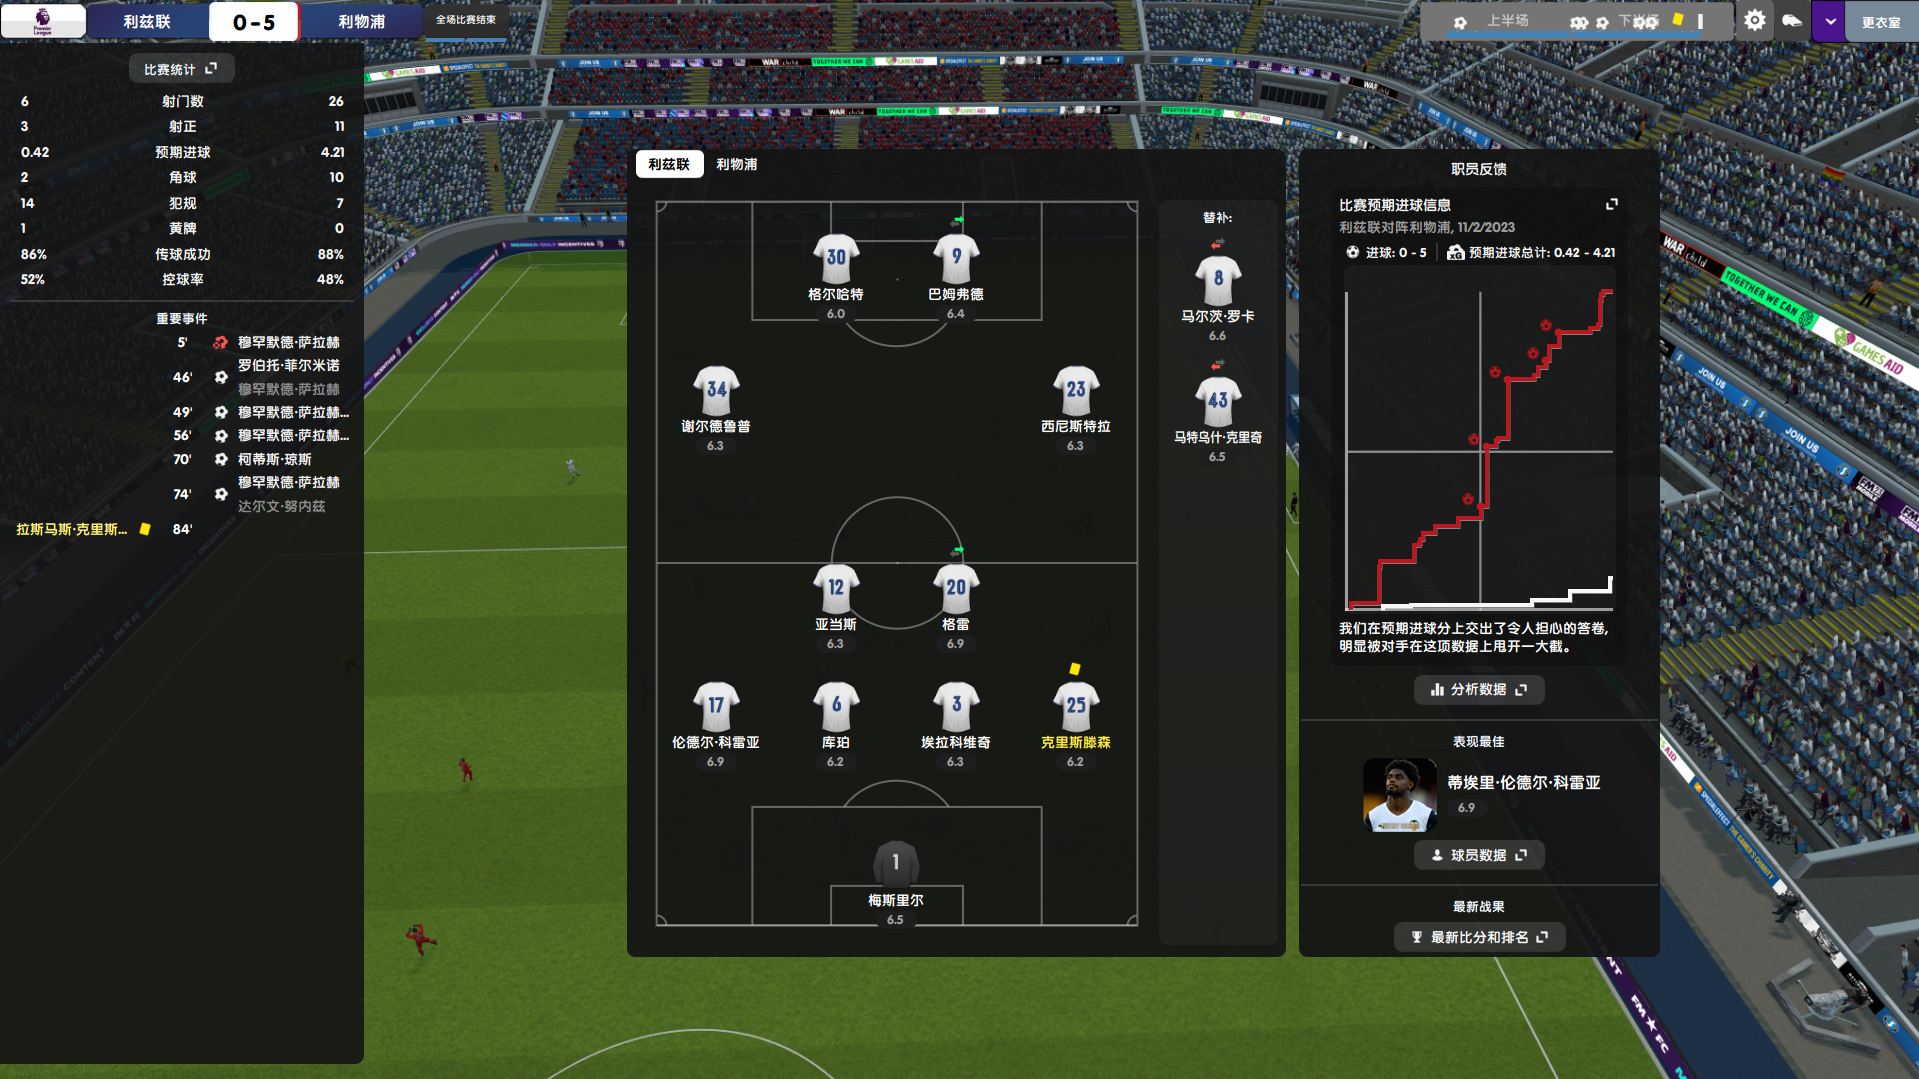 Premier League
利兹联
0 - 5
利物浦
全场比赛结束
上半场
更衣室
比赛统计
6 射门数 26
3 射正 11
0.42 预期进球 4.21
2 角球 10
14 犯规 7
1 黄牌 0
86% 传球成功 88%
52% 控球率 48%
重要事件
5' 穆罕默德·萨拉赫
46' 罗伯托·菲尔米诺
穆罕默德·萨拉赫
49' 穆罕默德·萨拉赫...
56' 穆罕默德·萨拉赫...
70' 柯蒂斯·琼斯
74' 穆罕默德·萨拉赫
达尔文·努内兹
拉斯马斯·克里斯... 84'
利兹联 利物浦
30 格尔哈特 6.0
9 巴姆弗德 6.4
34 谢尔德鲁普 6.3
23 西尼斯特拉 6.3
12 亚当斯 6.3
20 格雷 6.9
17 伦德尔·科雷亚 6.9
6 库珀 6.2
3 埃拉科维奇 6.3
25 克里斯滕森 6.2
1 梅斯里尔 6.5
替补:
8 马尔茨·罗卡 6.6
43 马特乌什·克里奇 6.5
职员反馈
比赛预期进球信息
利兹联对阵利物浦, 11/2/2023
进球: 0 - 5 xG 预期进球总计: 0.42 - 4.21
我们在预期进球分上交出了令人担心的答卷,
明显被对手在这项数据上甩开一大截。
分析数据
表现最佳
蒂埃里·伦德尔·科雷亚
6.9
球员数据
最新战果
最新比分和排名
WAR child
TOGETHER WE CAN
GAMESAID
JOIN US
JOIN US